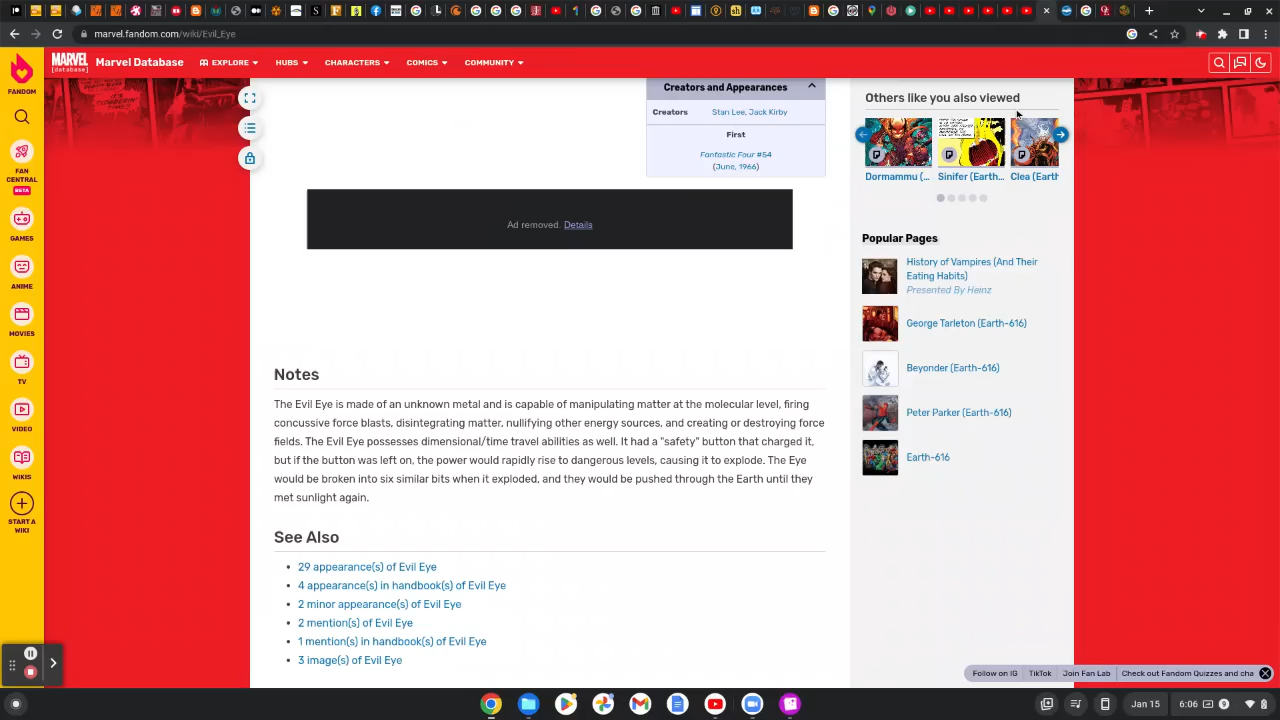 marvel.fandom.com/wiki/Evil_Eye
FANDOM
FAN CENTRAL
BETA
GAMES
ANIME
MOVIES
TV
VIDEO
WIKIS
START A WIKI
MARVEL
[database]
Marvel Database
EXPLORE
HUBS
CHARACTERS
COMICS
COMMUNITY
Creators and Appearances
Creators Stan Lee, Jack Kirby
First
Fantastic Four #54
(June, 1966)
Ad removed. Details
Notes
The Evil Eye is made of an unknown metal and is capable of manipulating matter at the molecular level, firing
concussive force blasts, disintegrating matter, nullifying other energy sources, and creating or destroying force
fields. The Evil Eye possesses dimensional/time travel abilities as well. It had a "safety" button that charged it,
but if the button was left on, the power would rapidly rise to dangerous levels, causing it to explode. The Eye
would be broken into six similar bits when it exploded, and they would be pushed through the Earth until they
met sunlight again.
See Also
29 appearance(s) of Evil Eye
4 appearance(s) in handbook(s) of Evil Eye
2 minor appearance(s) of Evil Eye
2 mention(s) of Evil Eye
1 mention(s) in handbook(s) of Evil Eye
3 image(s) of Evil Eye
Others like you also viewed
Dormammu (...
Sinifer (Earth...
Clea (Earth
Popular Pages
History of Vampires (And Their
Eating Habits)
Presented By Heinz
George Tarleton (Earth-616)
Beyonder (Earth-616)
Peter Parker (Earth-616)
Earth-616
Follow on IG
TikTok
Join Fan Lab
Check out Fandom Quizzes and cha
Jan 15
6:06